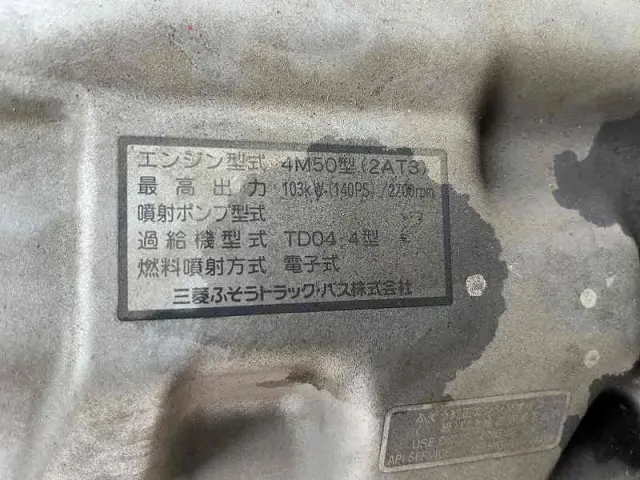 エンジン型式 4M50型(2AT3)
最高出力 103kW(140PS)/2700rpm
噴射ポンプ型式
過給機型式 TD04-4型
燃料噴射方式 電子式
三菱ふそうトラック・バス株式会社
USE
API SERVICE